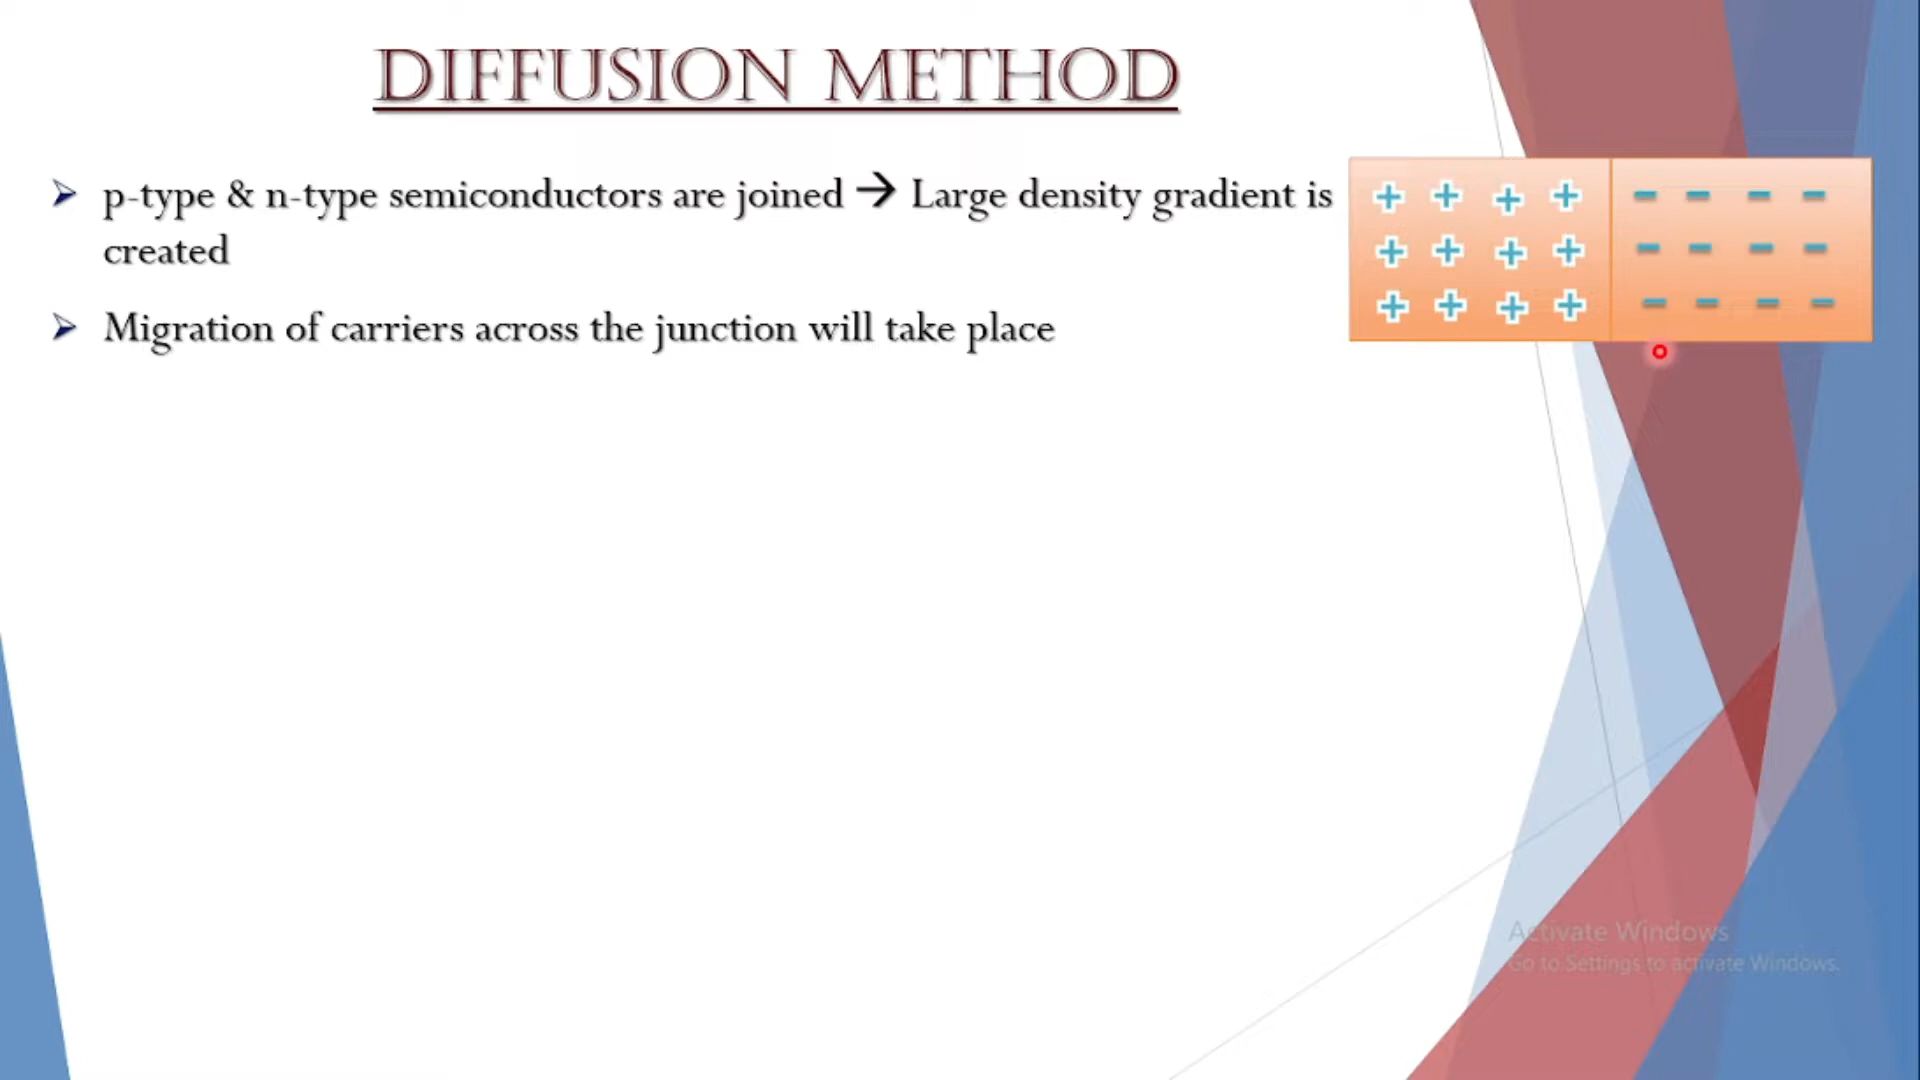 DIFFUSION METHOD
p-type & n-type semiconductors are joined → Large density gradient is
created
Migration of carriers across the junction will take place
Activate Windows
Go to Settings to activate Windows.